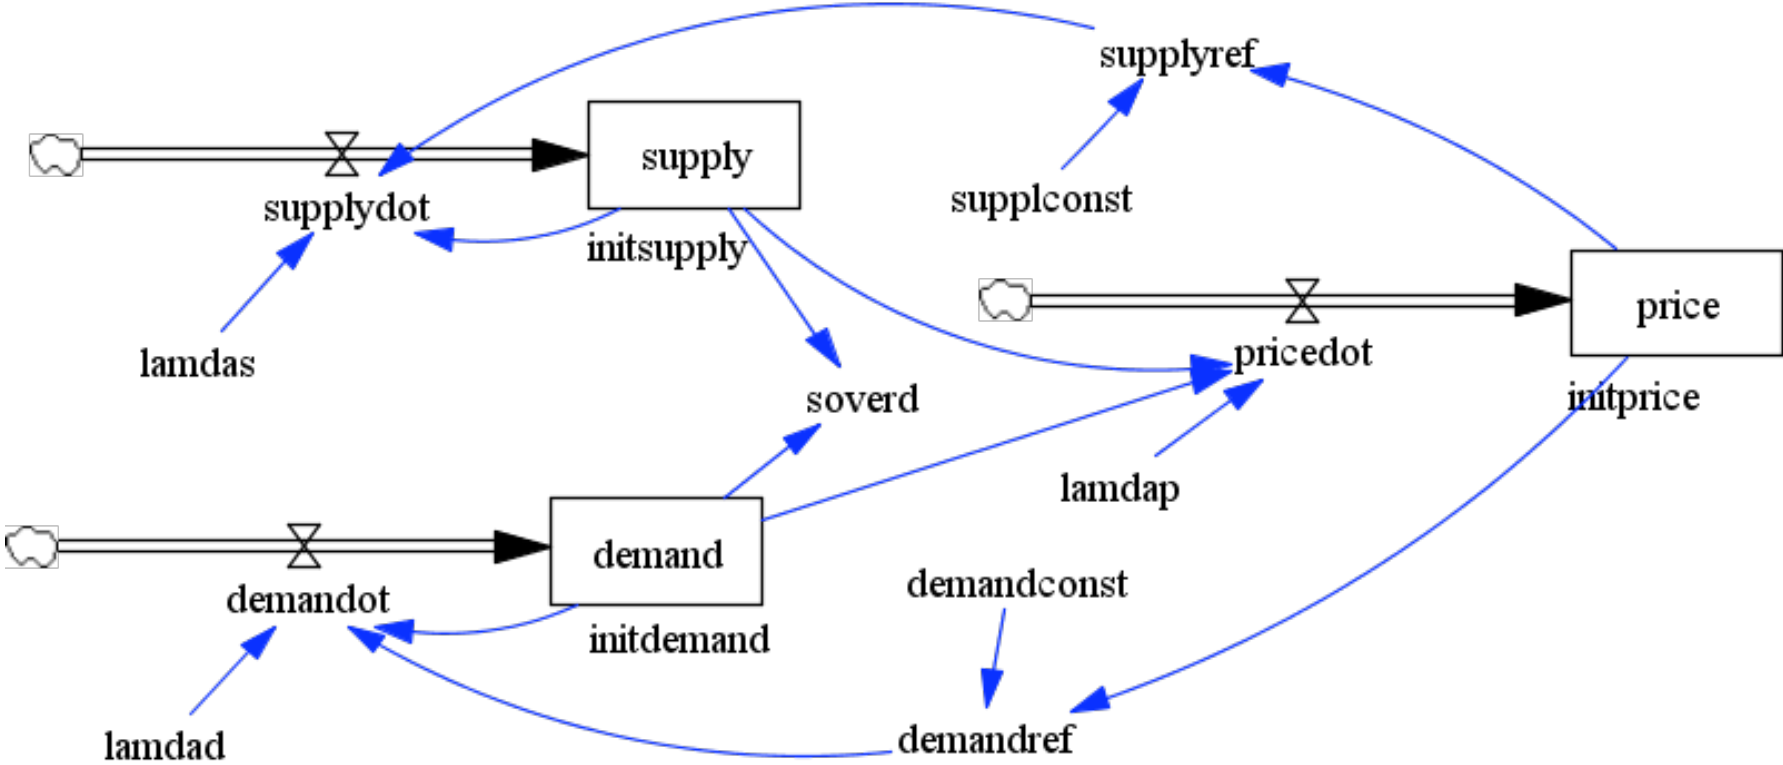 supplyref
supply
supplydot
supplconst
initsupply
price
pricedot
lamdas
soverd
initprice
lamdap
demand
demandconst
demandot
initdemand
lamdad
demandref